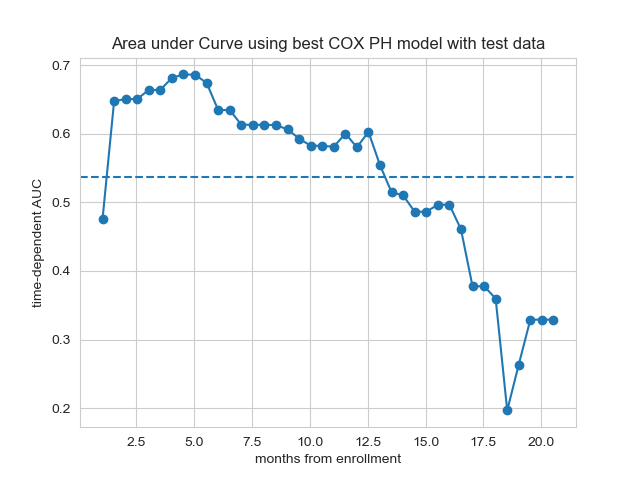 Area under Curve using best COX PH model with test data
0.7
0.6
0.5
0.4
0.3
0.2
time-dependent AUC
2.5 5.0 7.5 10.0 12.5 15.0 17.5 20.0
months from enrollment